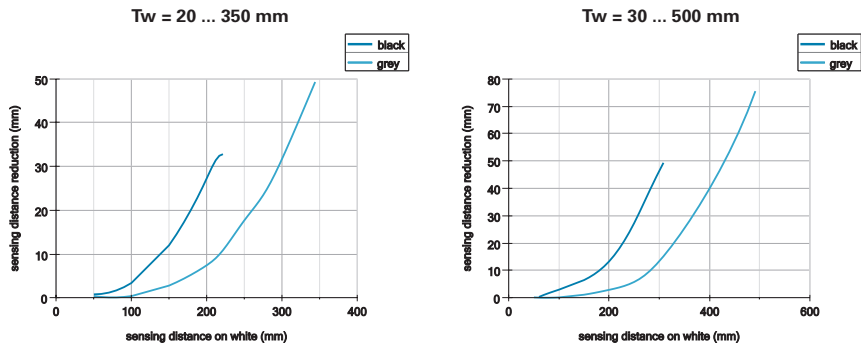 Tw = 20 ... 350 mm
black
grey
sensing distance reduction (mm)
50
40
30
20
10
0
0 100 200 300 400
sensing distance on white (mm)
Tw = 30 ... 500 mm
black
grey
sensing distance reduction (mm)
80
70
60
50
40
30
20
10
0
0 200 400 600
sensing distance on white (mm)